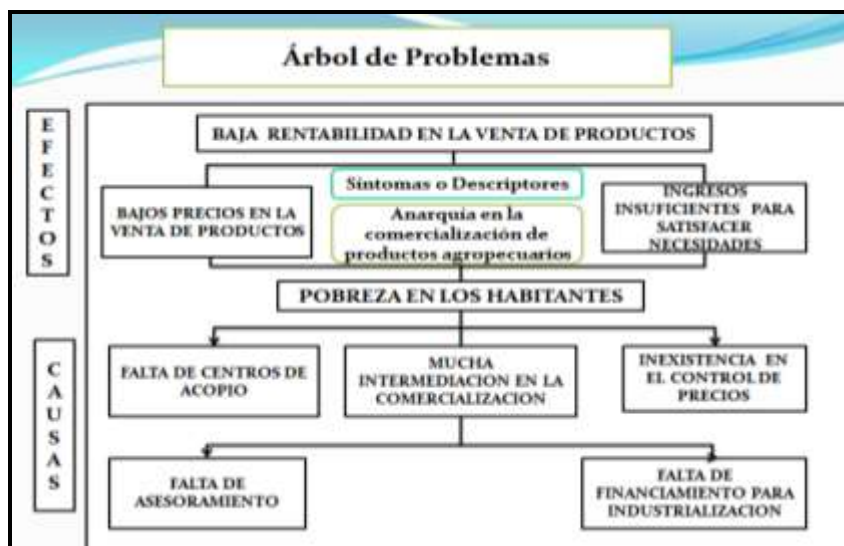 Árbol de Problemas
EFECTOS
BAJA RENTABILIDAD EN LA VENTA DE PRODUCTOS
Síntomas o Descriptores
BAJOS PRECIOS EN LA
VENTA DE PRODUCTOS
Anarquía en la
comercialización de
productos agropecuarios
INGRESOS
INSUFICIENTES PARA
SATISFACER
NECESIDADES
POBREZA EN LOS HABITANTES
CAUSAS
FALTA DE CENTROS DE
ACOPIO
MUCHA
INTERMEDIACION EN LA
COMERCIALIZACION
INEXISTENCIA EN
EL CONTROL DE
PRECIOS
FALTA DE
ASESORAMIENTO
FALTA DE
FINANCIAMIENTO PARA
INDUSTRIALIZACION